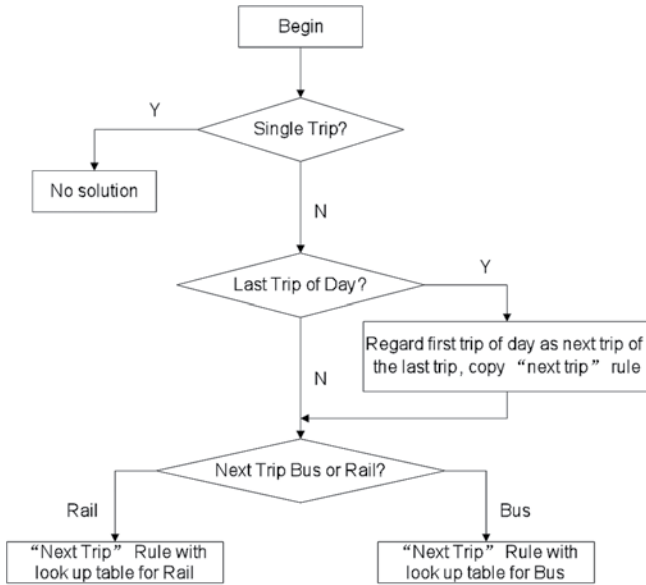 Begin
Y
Single Trip?
No solution
N
Last Trip of Day?
Y
Regard first trip of day as next trip of
the last trip, copy “next trip” rule
N
Next Trip Bus or Rail?
Rail
Bus
“Next Trip” Rule with
look up table for Rail
“Next Trip” Rule with
look up table for Bus